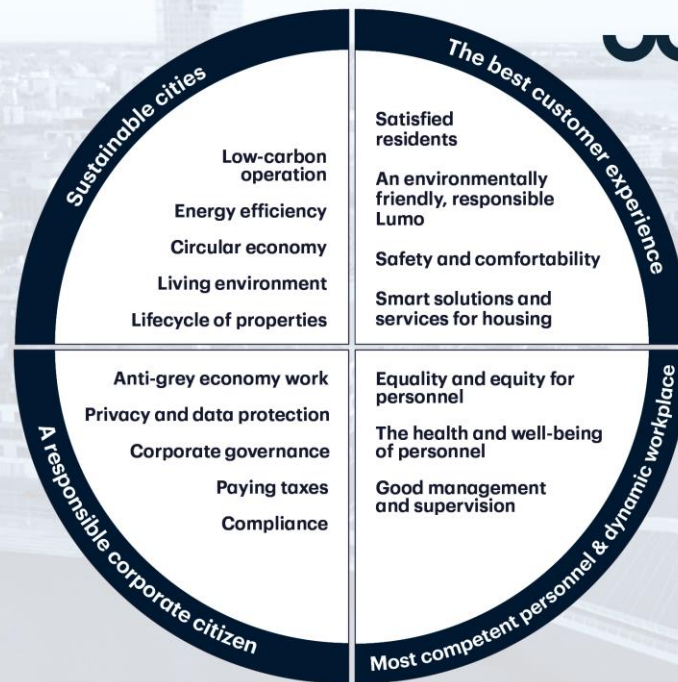 Sustainable cities
Low-carbon
operation
Energy efficiency
Circular economy
Living environment
Lifecycle of properties
The best customer experience
Satisfied
residents
An environmentally
friendly, responsible
Lumo
Safety and comfortability
Smart solutions and
services for housing
A responsible corporate citizen
Anti-grey economy work
Privacy and data protection
Corporate governance
Paying taxes
Compliance
Most competent personnel & dynamic workplace
Equality and equity for
personnel
The health and well-being
of personnel
Good management
and supervision